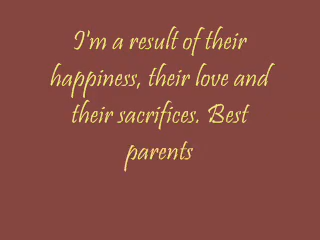 I'm a result of their
happiness, their love and
their sacrifices. Best
parents